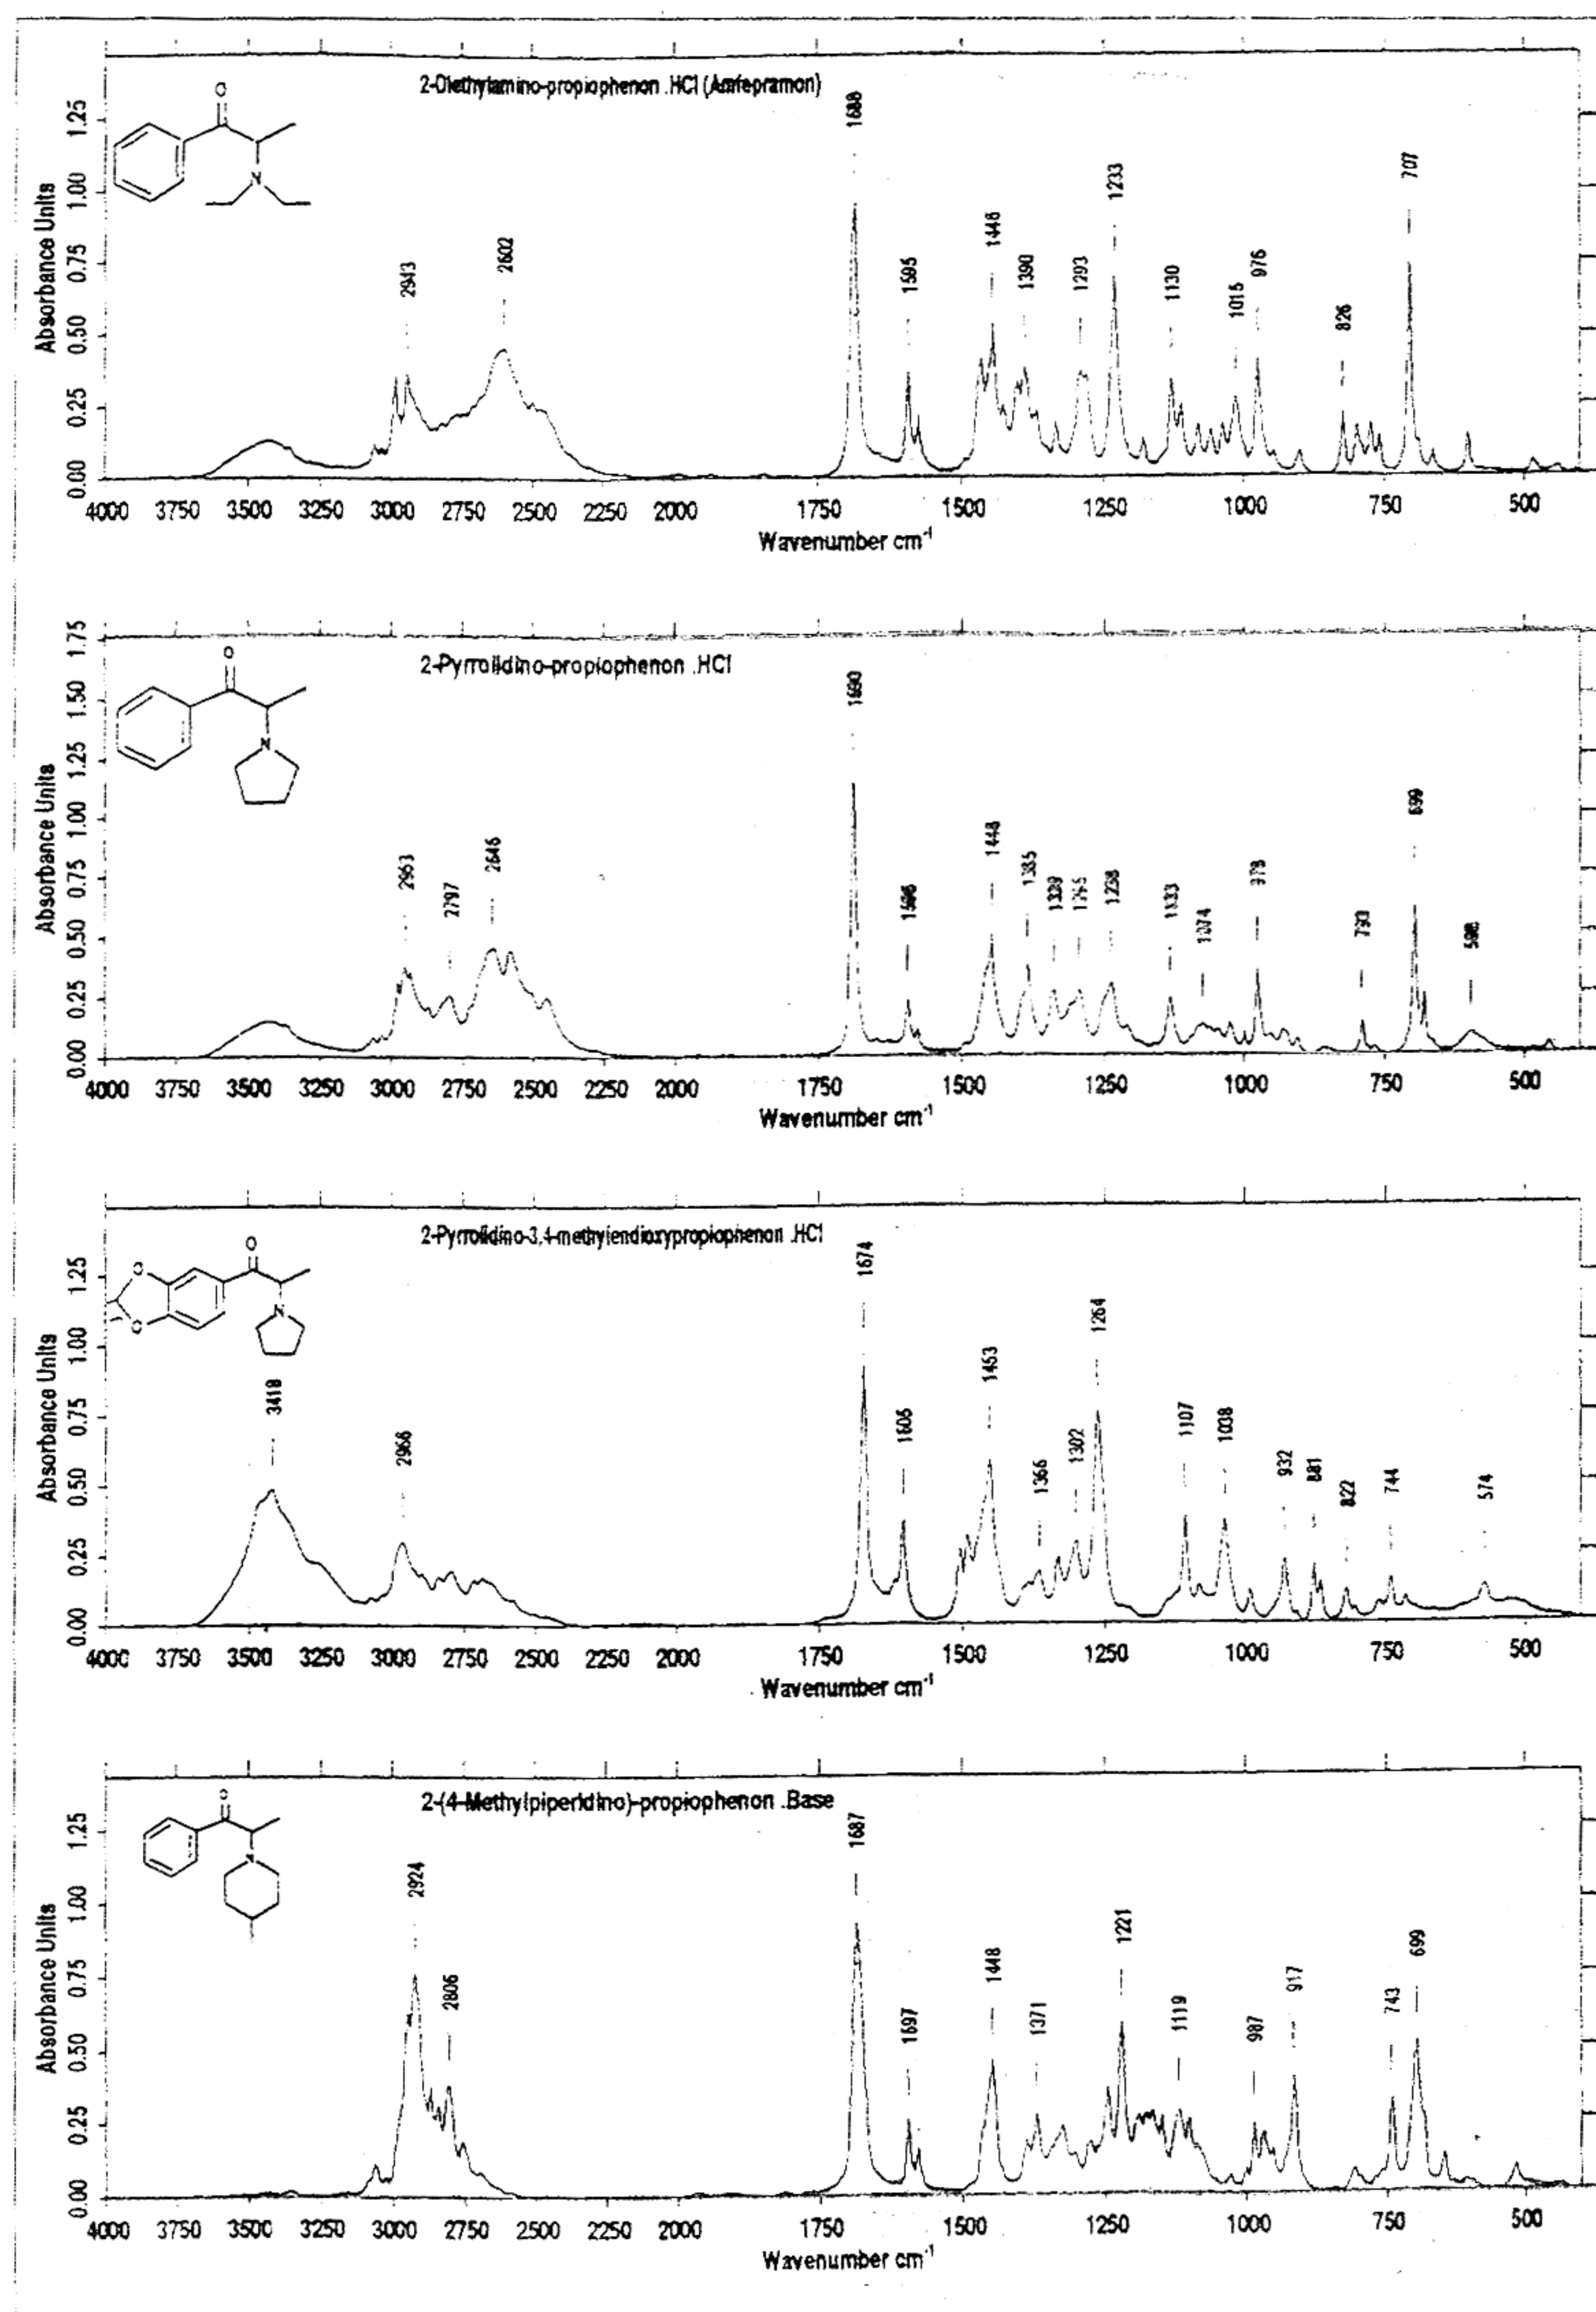 2-Diethylamino-propiophenon .HCl (Amfepramon)
O
N
Absorbance Units
0.00 0.25 0.50 0.75 1.00 1.25
2943
2602
1688
1595
1446
1390
1293
1233
1130
1015
976
826
707
4000 3750 3500 3250 3000 2750 2500 2250 2000 1750 1500 1250 1000 750 500
Wavenumber cm-1
2-Pyrrolidino-propiophenon .HCl
O
N
Absorbance Units
0.00 0.25 0.50 0.75 1.00 1.25 1.50 1.75
2953
2797
2646
1690
1596
1448
1385
1339
1295
1238
1133
1074
978
793
699
598
4000 3750 3500 3250 3000 2750 2500 2250 2000 1750 1500 1250 1000 750 500
Wavenumber cm-1
2-Pyrrolidino-3,4-methylendioxypropiophenon .HCl
O
O
O
N
Absorbance Units
0.00 0.25 0.50 0.75 1.00 1.25
3418
2966
1674
1605
1453
1366
1302
1264
1107
1038
932
881
822
744
574
4000 3750 3500 3250 3000 2750 2500 2250 2000 1750 1500 1250 1000 750 500
Wavenumber cm-1
2-(4-Methylpiperidino)-propiophenon .Base
O
N
Absorbance Units
0.00 0.25 0.50 0.75 1.00 1.25
2924
2806
1687
1597
1448
1371
1221
1119
987
917
743
699
4000 3750 3500 3250 3000 2750 2500 2250 2000 1750 1500 1250 1000 750 500
Wavenumber cm-1